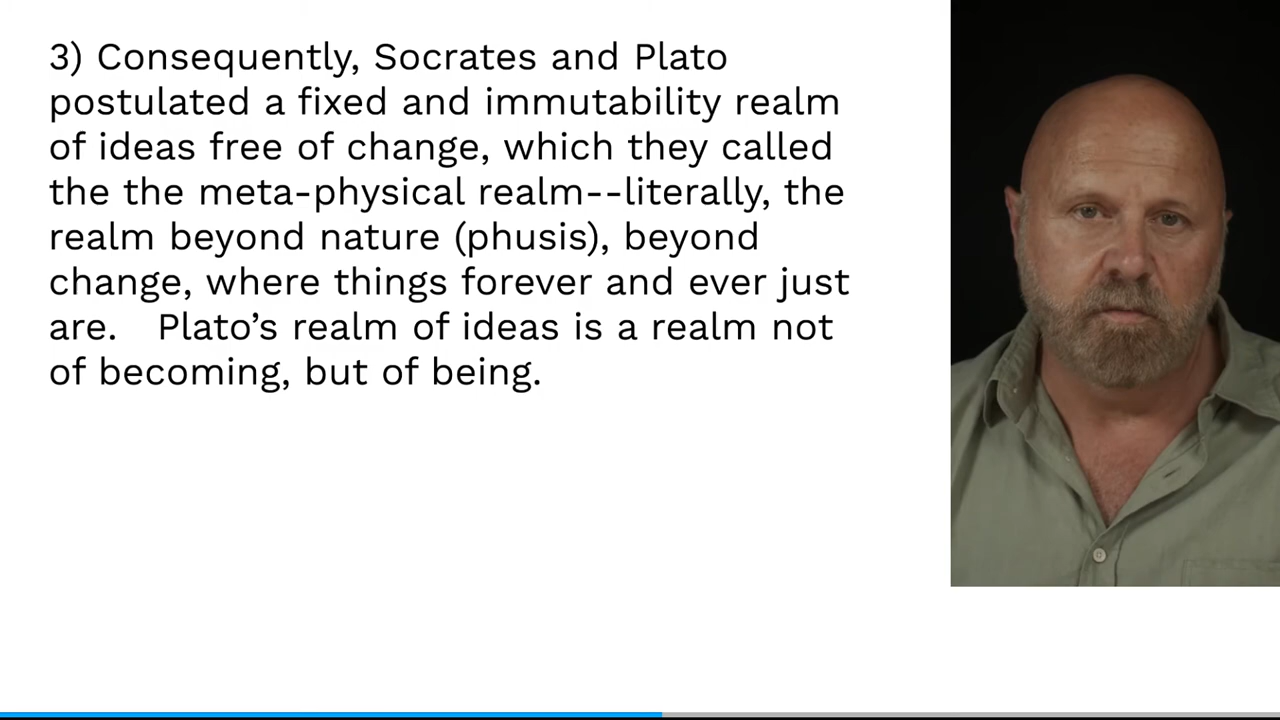 3) Consequently, Socrates and Plato
postulated a fixed and immutability realm
of ideas free of change, which they called
the the meta-physical realm--literally, the
realm beyond nature (phusis), beyond
change, where things forever and ever just
are.   Plato’s realm of ideas is a realm not
of becoming, but of being.